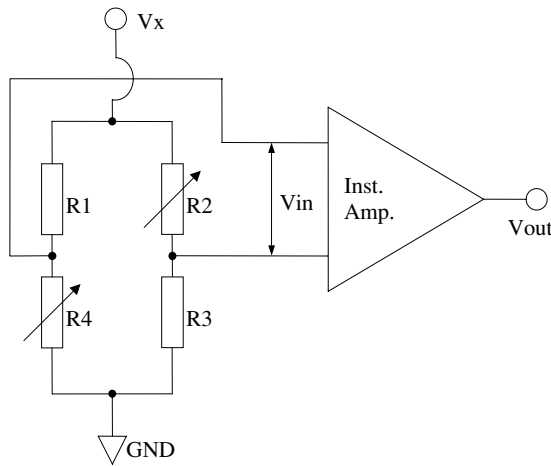 Vx
R1
R2
Vin
Inst.
Amp.
Vout
R4
R3
GND